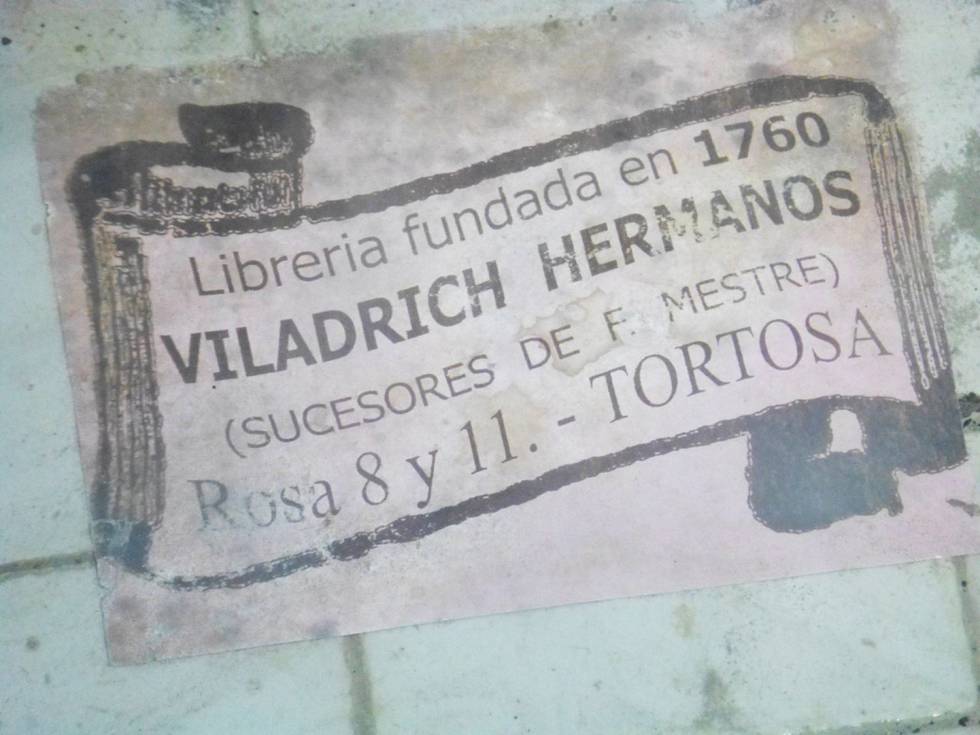 Libreria fundada en 1760
VILADRICH HERMANOS
(SUCESORES DE F. MESTRE)
Rosa 8 y 11. - TORTOSA